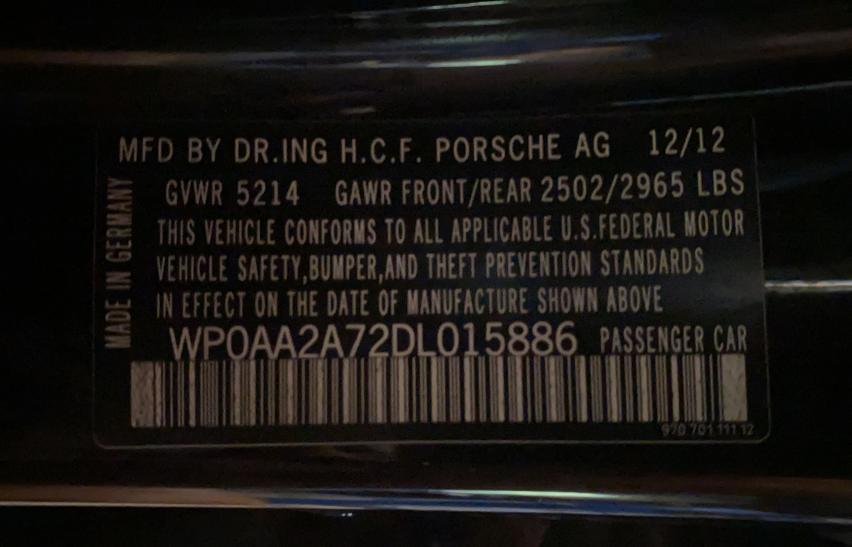 MFD BY DR.ING H.C.F. PORSCHE AG 12/12
GVWR 5214 GAWR FRONT/REAR 2502/2965 LBS
THIS VEHICLE CONFORMS TO ALL APPLICABLE U.S.FEDERAL MOTOR
VEHICLE SAFETY,BUMPER,AND THEFT PREVENTION STANDARDS
IN EFFECT ON THE DATE OF MANUFACTURE SHOWN ABOVE
WP0AA2A72DL015886 PASSENGER CAR
MADE IN GERMANY
970 701 111 12